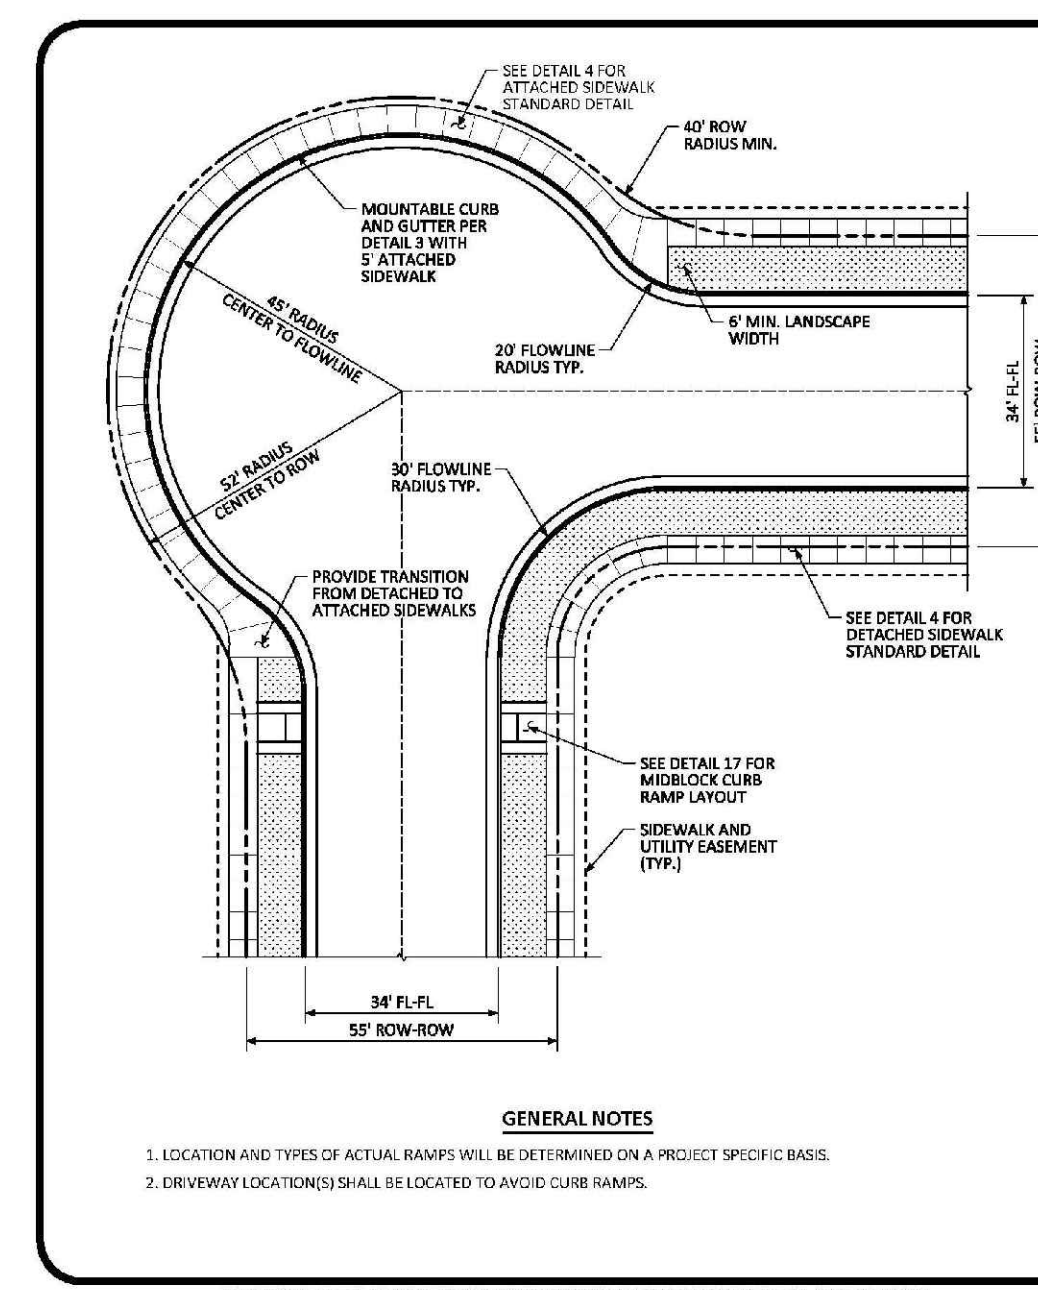 SEE DETAIL 4 FOR
ATTACHED SIDEWALK
STANDARD DETAIL
40' ROW
RADIUS MIN.
MOUNTABLE CURB
AND GUTTER PER
DETAIL 3 WITH
5' ATTACHED
SIDEWALK
45' RADIUS
CENTER TO FLOWLINE
6' MIN. LANDSCAPE
WIDTH
20' FLOWLINE
RADIUS TYP.
34' FL-FL
55' ROW-ROW
52' RADIUS
CENTER TO ROW
30' FLOWLINE
RADIUS TYP.
PROVIDE TRANSITION
FROM DETACHED TO
ATTACHED SIDEWALKS
SEE DETAIL 4 FOR
DETACHED SIDEWALK
STANDARD DETAIL
SEE DETAIL 17 FOR
MIDBLOCK CURB
RAMP LAYOUT
SIDEWALK AND
UTILITY EASEMENT
(TYP.)
34' FL-FL
55' ROW-ROW
GENERAL NOTES
1. LOCATION AND TYPES OF ACTUAL RAMPS WILL BE DETERMINED ON A PROJECT SPECIFIC BASIS.
2. DRIVEWAY LOCATION(S) SHALL BE LOCATED TO AVOID CURB RAMPS.